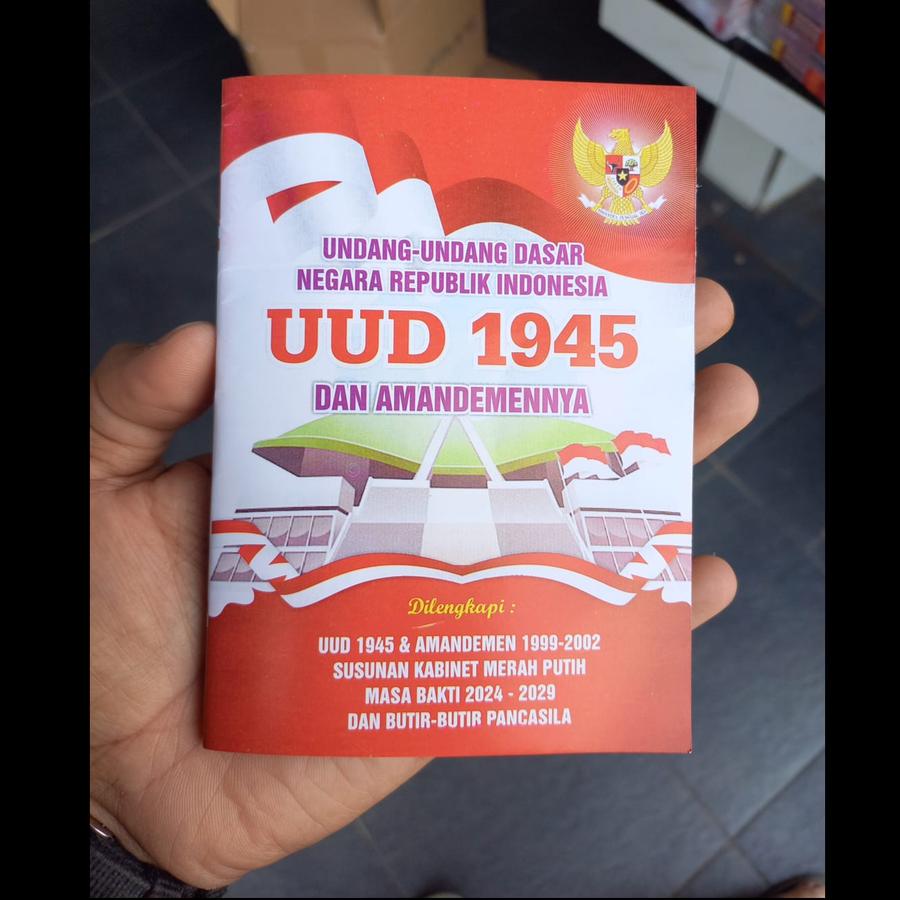 UNDANG-UNDANG DASAR
NEGARA REPUBLIK INDONESIA
UUD 1945
DAN AMANDEMENNYA
Dilengkapi :
UUD 1945 & AMANDEMEN 1999-2002
SUSUNAN KABINET MERAH PUTIH
MASA BAKTI 2024 - 2029
DAN BUTIR-BUTIR PANCASILA